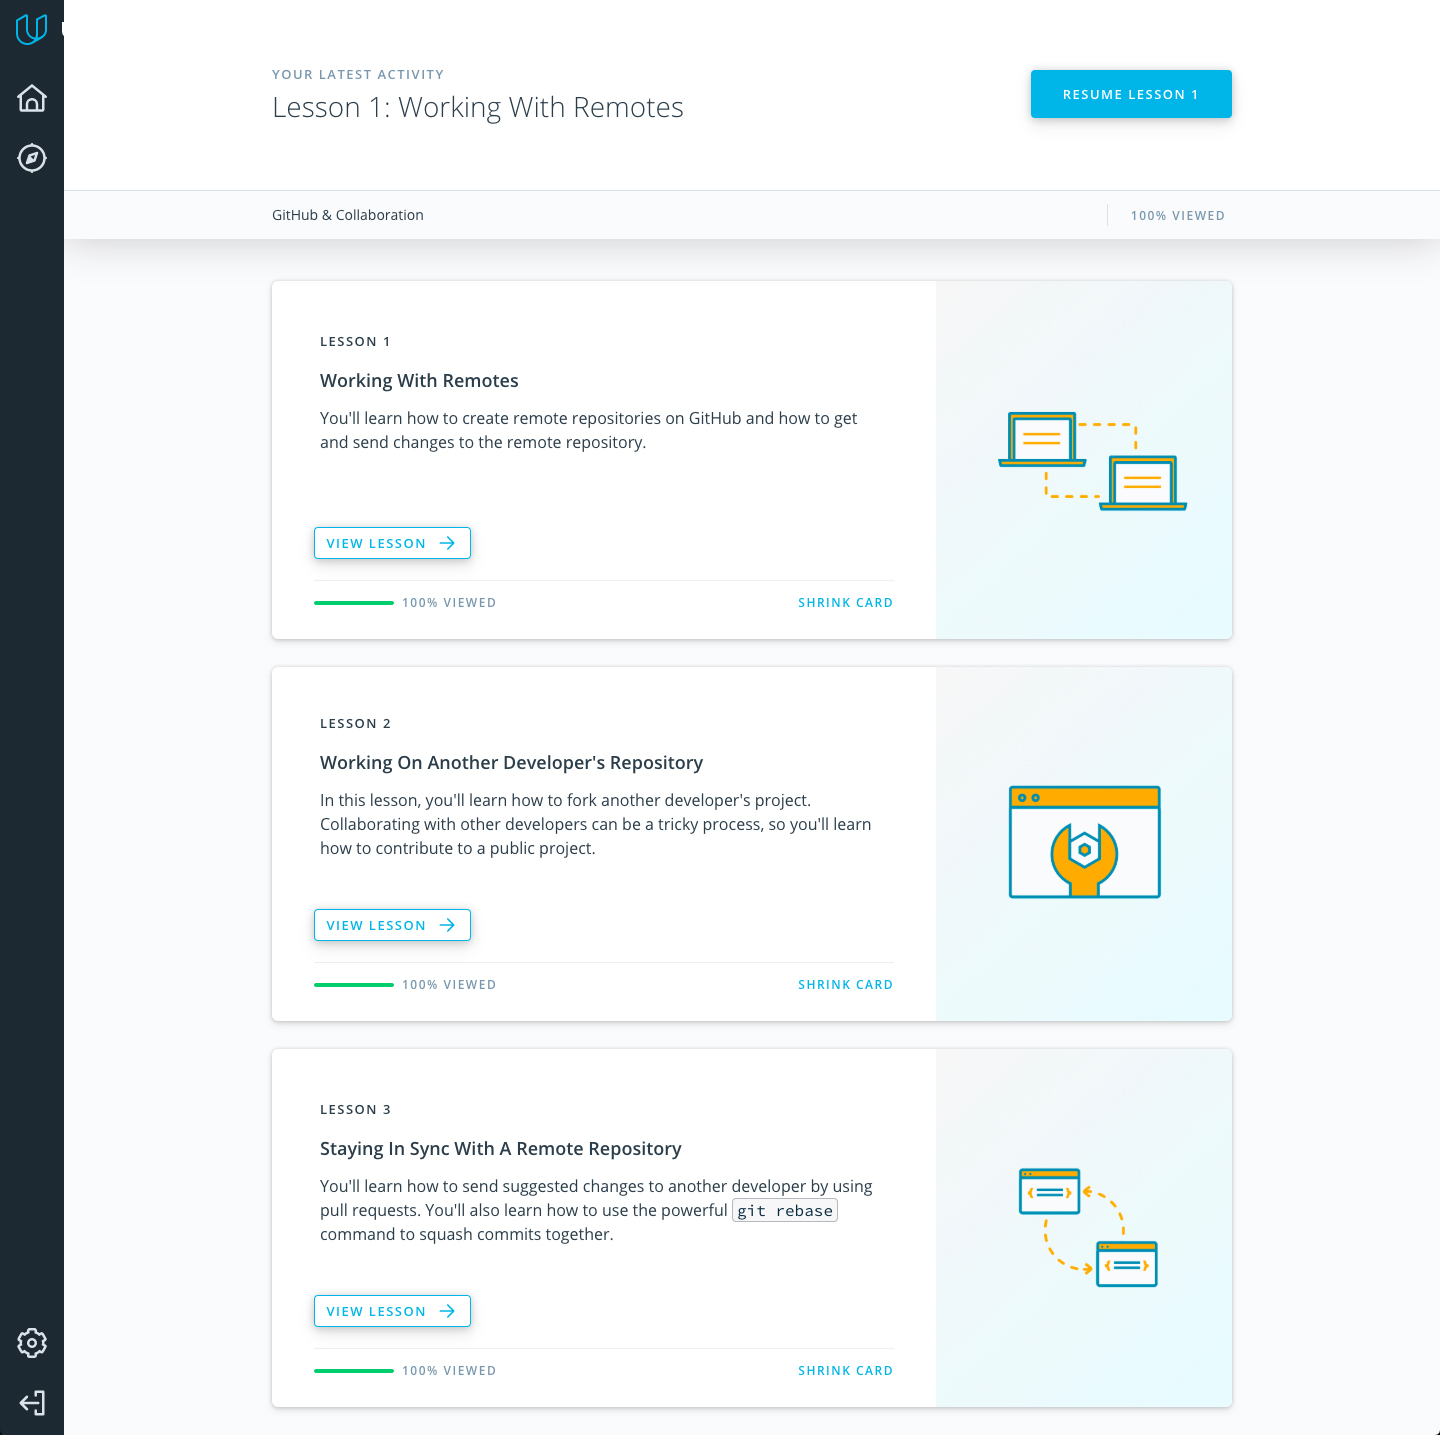 YOUR LATEST ACTIVITY
Lesson 1: Working With Remotes
RESUME LESSON 1
GitHub & Collaboration
100% VIEWED
LESSON 1
Working With Remotes
You'll learn how to create remote repositories on GitHub and how to get
and send changes to the remote repository.
VIEW LESSON
100% VIEWED
SHRINK CARD
LESSON 2
Working On Another Developer's Repository
In this lesson, you'll learn how to fork another developer's project.
Collaborating with other developers can be a tricky process, so you'll learn
how to contribute to a public project.
VIEW LESSON
100% VIEWED
SHRINK CARD
LESSON 3
Staying In Sync With A Remote Repository
You'll learn how to send suggested changes to another developer by using
pull requests. You'll also learn how to use the powerful git rebase
command to squash commits together.
VIEW LESSON
100% VIEWED
SHRINK CARD